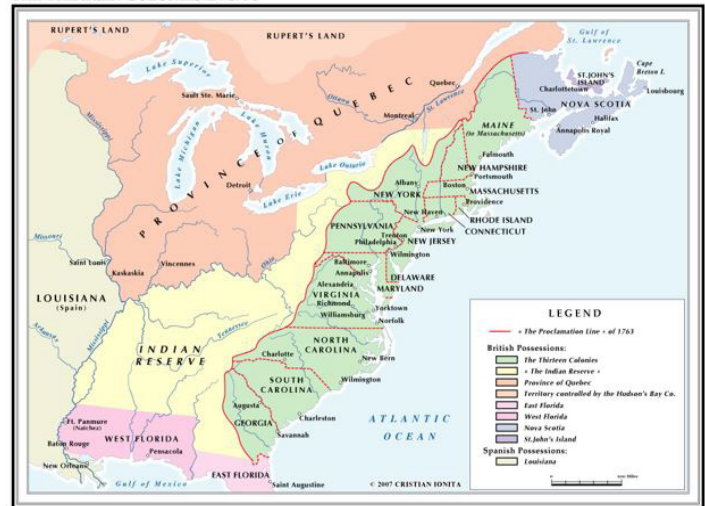 RUPERT'S LAND
RUPERT'S LAND
Gulf of
St. Lawrence
Lake Superior
Sault Ste. Marie
Ottawa
Quebec
St. Lawrence
Montreal
Cape
Breton I.
ST.JOHN'S
ISLAND
Charlottetown
Louisbourg
NOVA SCOTIA
St. John
Halifax
Annapolis Royal
Mississippi
Lake Michigan
Lake Huron
PROVINCE OF QUEBEC
Lake Ontario
Lake Erie
Detroit
MAINE
(to Massachusetts)
Falmouth
NEW HAMPSHIRE
Portsmouth
Albany
NEW YORK
Boston
MASSACHUSETTS
Providence
RHODE ISLAND
CONNECTICUT
New Haven
New York
PENNSYLVANIA
Trenton
Philadelphia
NEW JERSEY
Wilmington
Baltimore
Annapolis
DELAWARE
MARYLAND
Alexandria
VIRGINIA
Richmond
Williamsburg
Yorktown
Norfolk
Missouri
Saint Louis
Kaskaskia
Vincennes
Ohio
LOUISIANA
(Spain)
Arkansas
Mississippi
Tennessee
INDIAN
RESERVE
NORTH
CAROLINA
Charlotte
New Bern
SOUTH
CAROLINA
Wilmington
Augusta
GEORGIA
Charleston
Savannah
Ft. Panmure
(Natchez)
WEST FLORIDA
Baton Rouge
Pensacola
New Orleans
EAST FLORIDA
Saint Augustine
Gulf of Mexico
ATLANTIC
OCEAN
© 2007 CRISTIAN IONITA
LEGEND
« The Proclamation Line » of 1763
British Possessions:
The Thirteen Colonies
« The Indian Reserve »
Province of Quebec
Territory controlled by the Hudson's Bay Co.
East Florida
West Florida
Nova Scotia
St.John's Island
Spanish Possessions:
Louisiana